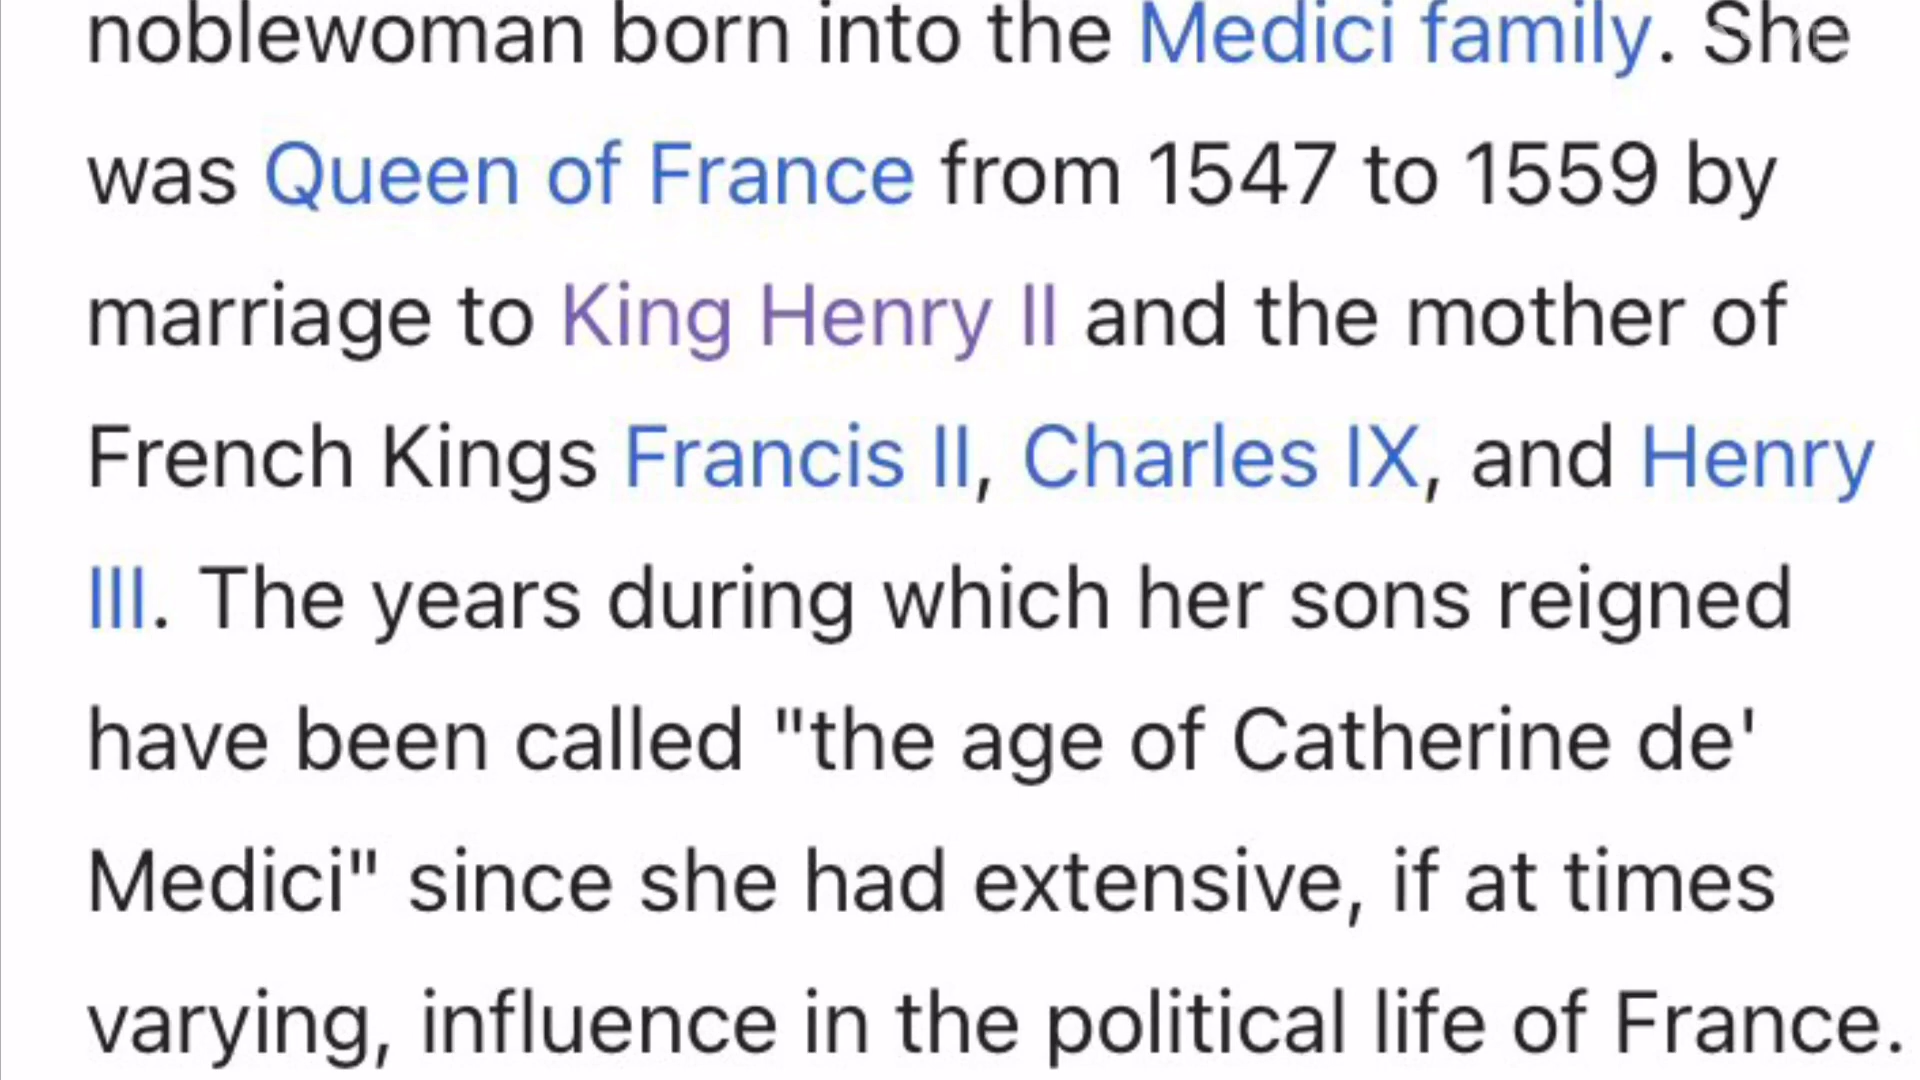 noblewoman born into the Medici family. She
was Queen of France from 1547 to 1559 by
marriage to King Henry II and the mother of
French Kings Francis II, Charles IX, and Henry
III. The years during which her sons reigned
have been called "the age of Catherine de'
Medici" since she had extensive, if at times
varying, influence in the political life of France.